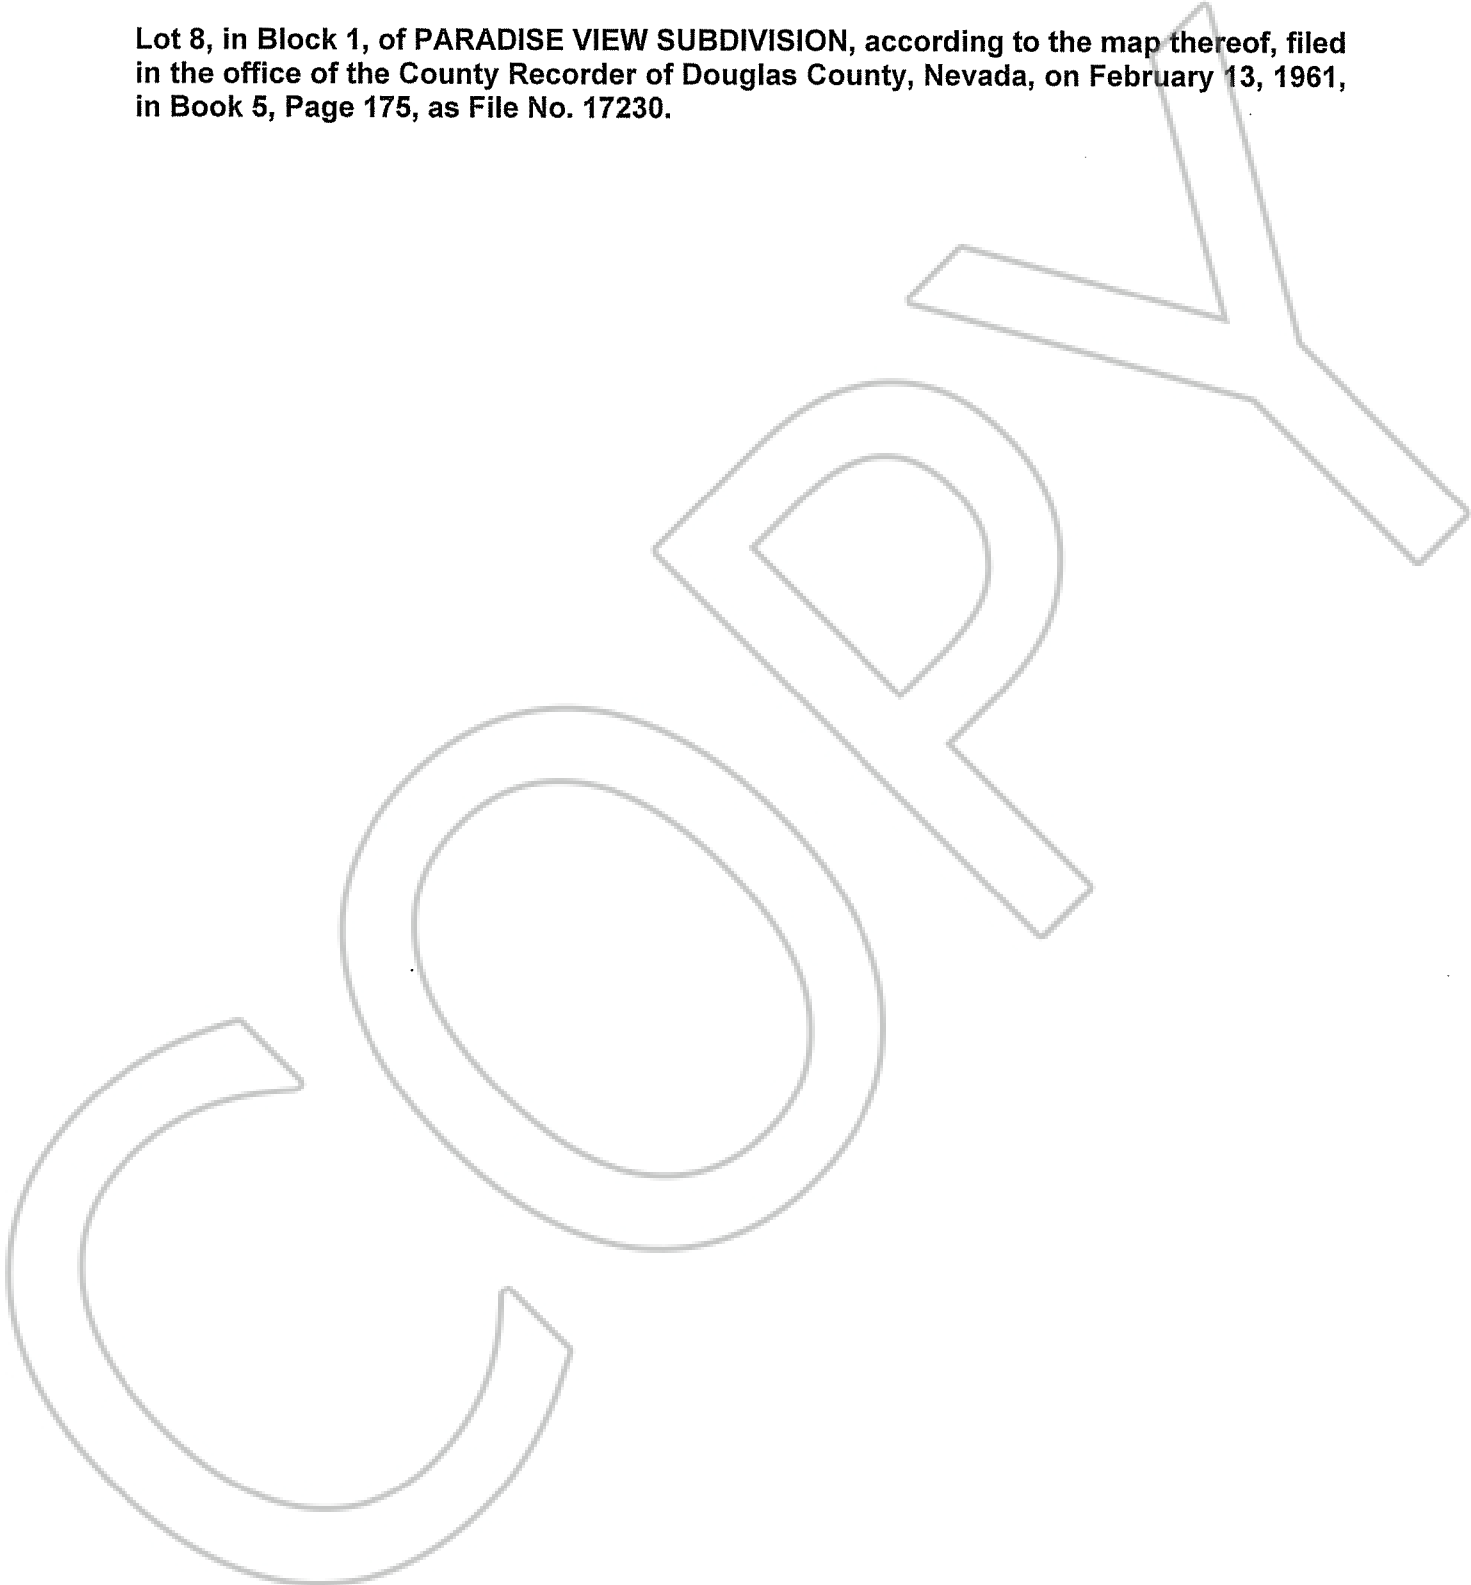 Lot 8, in Block 1, of PARADISE VIEW SUBDIVISION, according to the map thereof, filed
in the office of the County Recorder of Douglas County, Nevada, on February 13, 1961,
in Book 5, Page 175, as File No. 17230.
COPY